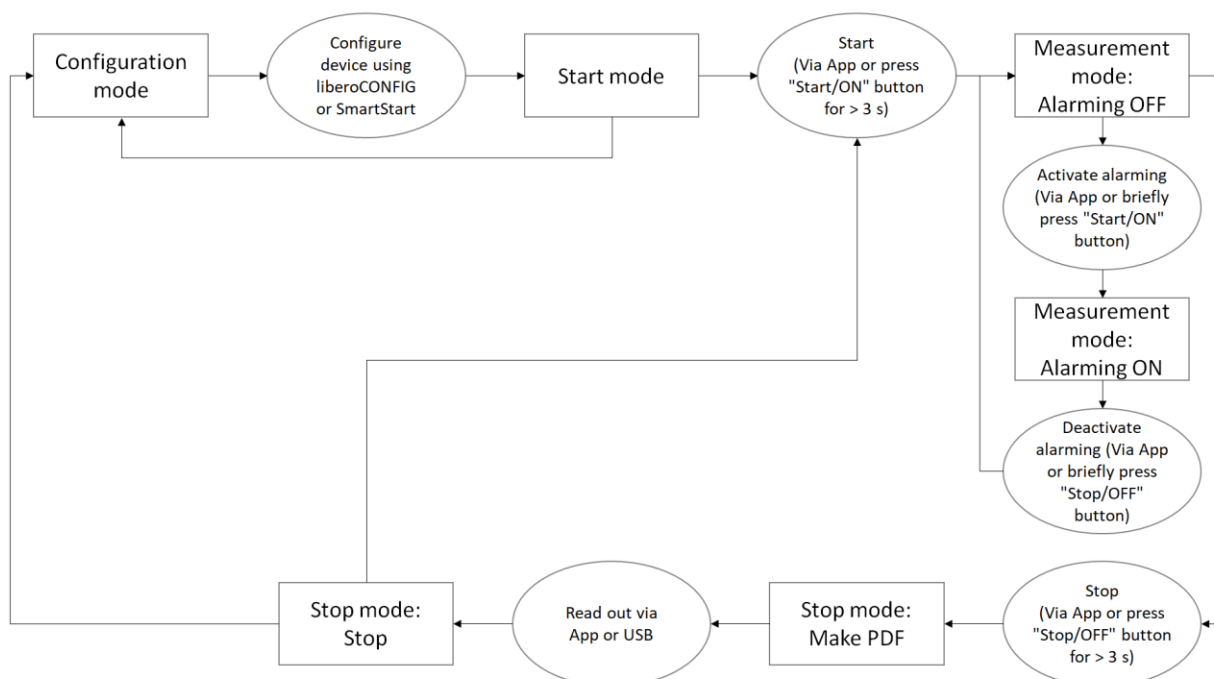 Configuration
mode
Configure
device using
liberoCONFIG
or SmartStart
Start mode
Start
(Via App or press
"Start/ON" button
for > 3 s)
Measurement
mode:
Alarming OFF
Activate alarming
(Via App or briefly
press "Start/ON"
button)
Measurement
mode:
Alarming ON
Deactivate
alarming (Via App
or briefly press
"Stop/OFF"
button)
Stop mode:
Stop
Read out via
App or USB
Stop mode:
Make PDF
Stop
(Via App or press
"Stop/OFF" button
for > 3 s)